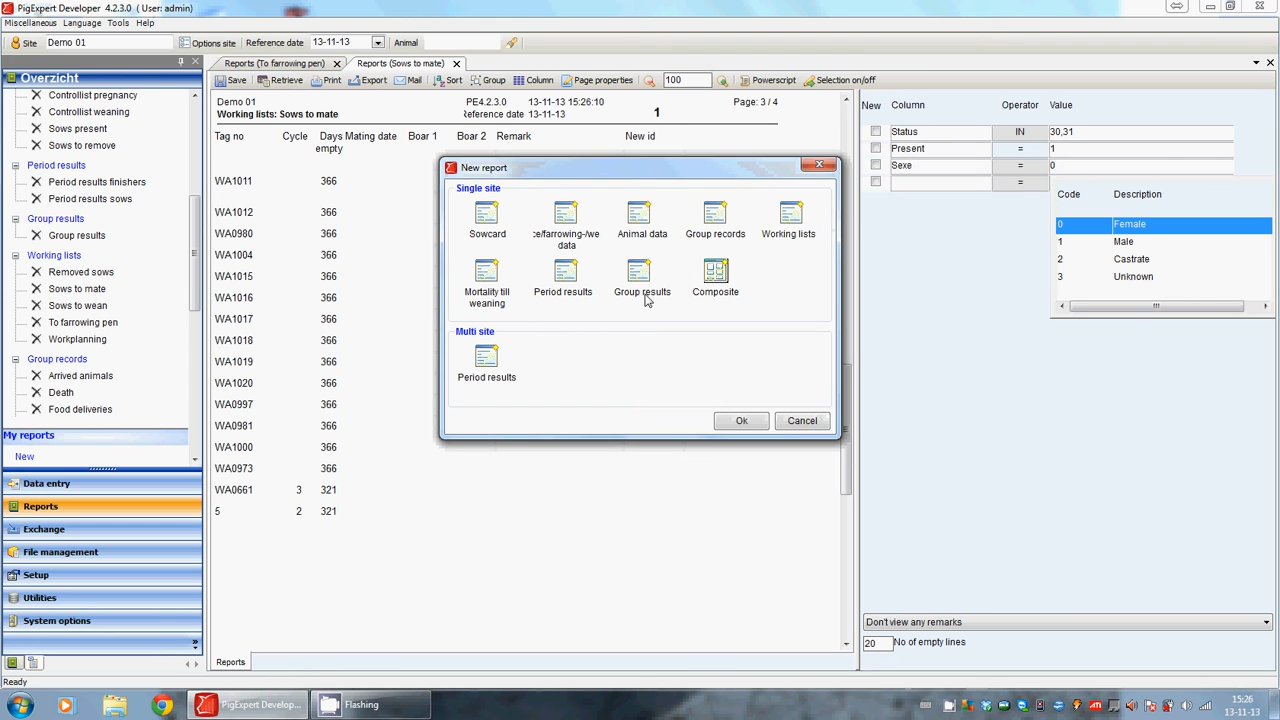 PigExpert Developer 4.2.3.0 ( User: admin)
Miscellaneous Language Tools Help
Site Demo 01 Options site Reference date 13-11-13 Animal
Overzicht
Controllist pregnancy
Controllist weaning
Sows present
Sows to remove
Period results
Period results finishers
Period results sows
Group results
Group results
Working lists
Removed sows
Sows to mate
Sows to wean
To farrowing pen
Workplanning
Group records
Arrived animals
Death
Food deliveries
My reports
New
Data entry
Reports
Exchange
File management
Setup
Utilities
System options
Reports (To farrowing pen) Reports (Sows to mate)
Save Retrieve Print Export Mail Sort Group Column Page properties 100 Powerscript Selection on/off
Demo 01 PE4.2.3.0 13-11-13 15:26:10 Page: 3 / 4
Working lists: Sows to mate Reference date 13-11-13 1
Tag no Cycle Days empty Mating date Boar 1 Boar 2 Remark New id
WA1011 366
WA1012 366
WA0980 366
WA1004 366
WA1015 366
WA1016 366
WA1017 366
WA1018 366
WA1019 366
WA1020 366
WA0997 366
WA0981 366
WA1000 366
WA0973 366
WA0661 3 321
5 2 321
Reports
New report
Single site
Sowcard
ce/farrowing-/we data
Animal data
Group records
Working lists
Mortality till weaning
Period results
Group results
Composite
Multi site
Period results
Ok Cancel
New Column Operator Value
Status IN 30,31
Present = 1
Sexe = 0
=
Code Description
0 Female
1 Male
2 Castrate
3 Unknown
Don't view any remarks
20 No of empty lines
Ready
PigExpert Develop... Flashing
15:26
13-11-13